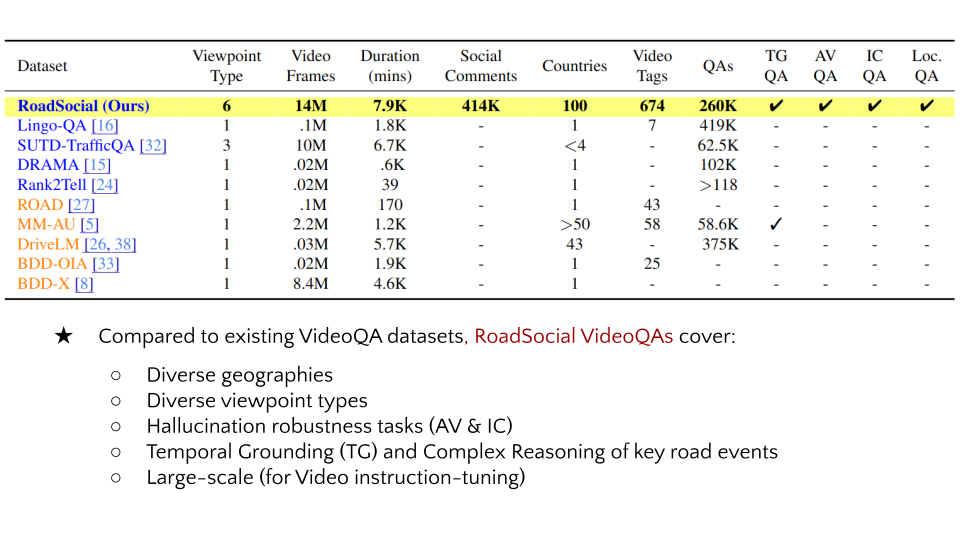 Dataset Viewpoint Type Video Frames Duration (mins) Social Comments Countries Video Tags QAs TG QA AV QA IC QA Loc. QA
RoadSocial (Ours) 6 14M 7.9K 414K 100 674 260K ✔ ✔ ✔ ✔
Lingo-QA [16] 1 .1M 1.8K - 1 7 419K - - - -
SUTD-TrafficQA [32] 3 10M 6.7K - <4 - 62.5K - - - -
DRAMA [15] 1 .02M .6K - 1 - 102K - - - -
Rank2Tell [24] 1 .02M 39 - 1 - >118 - - - -
ROAD [27] 1 .1M 170 - 1 43 - - - - -
MM-AU [5] 1 2.2M 1.2K - >50 58 58.6K ✓ - - -
DriveLM [26, 38] 1 .03M 5.7K - 43 - 375K - - - -
BDD-OIA [33] 1 .02M 1.9K - 1 25 - - - - -
BDD-X [8] 1 8.4M 4.6K - 1 - - - - - -
★ Compared to existing VideoQA datasets, RoadSocial VideoQAs cover:
○ Diverse geographies
○ Diverse viewpoint types
○ Hallucination robustness tasks (AV & IC)
○ Temporal Grounding (TG) and Complex Reasoning of key road events
○ Large-scale (for Video instruction-tuning)